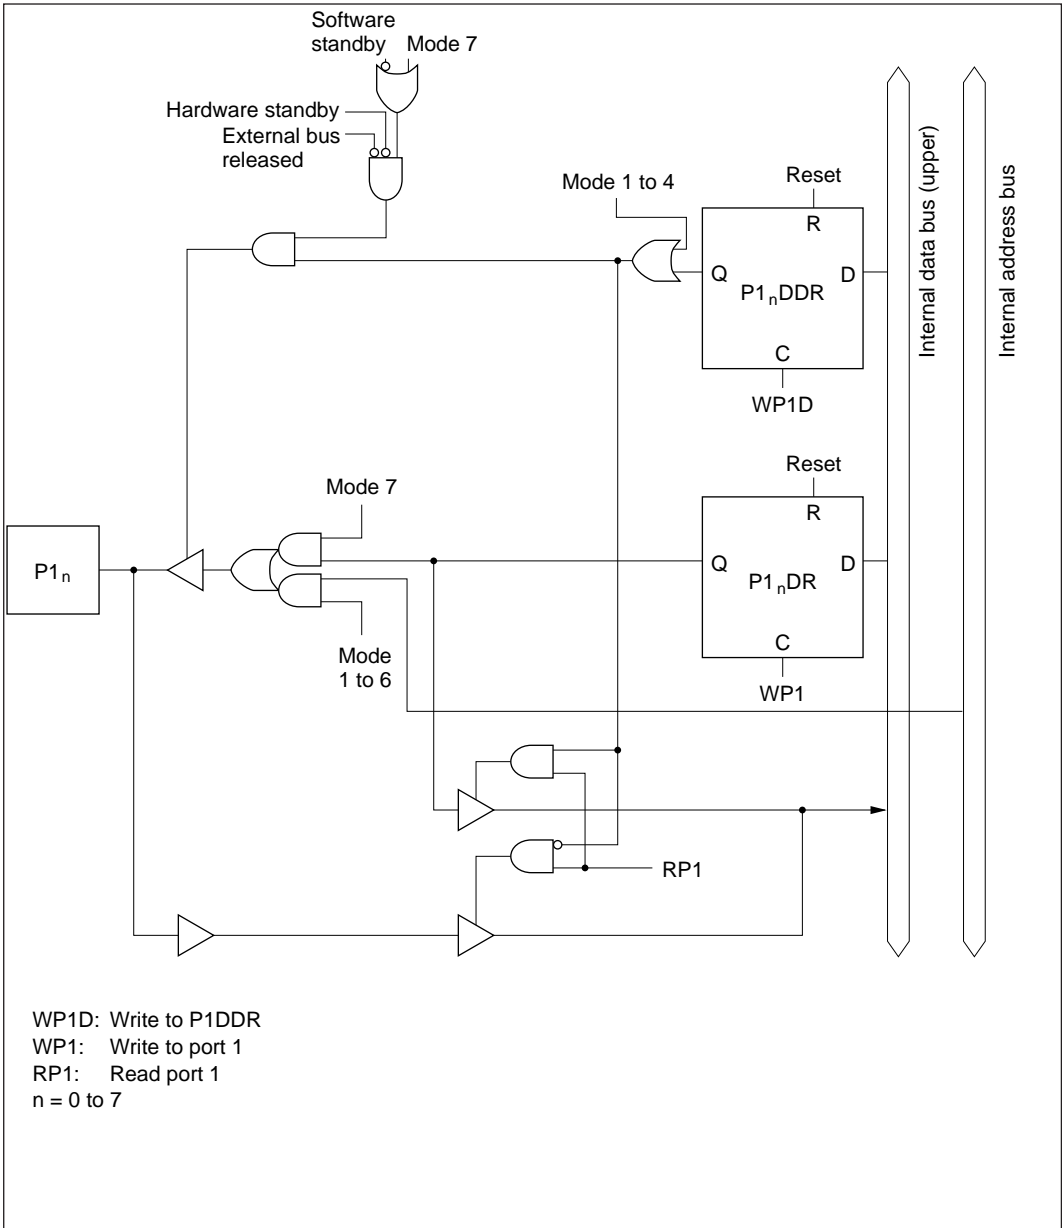 Software
standby
Mode 7
Hardware standby
External bus
released
Mode 1 to 4
Reset
R
Q
D
P1nDDR
C
WP1D
Internal data bus (upper)
Internal address bus
Reset
R
Mode 7
Q
D
P1n
P1nDR
C
Mode
1 to 6
WP1
RP1
WP1D: Write to P1DDR
WP1: Write to port 1
RP1: Read port 1
n = 0 to 7